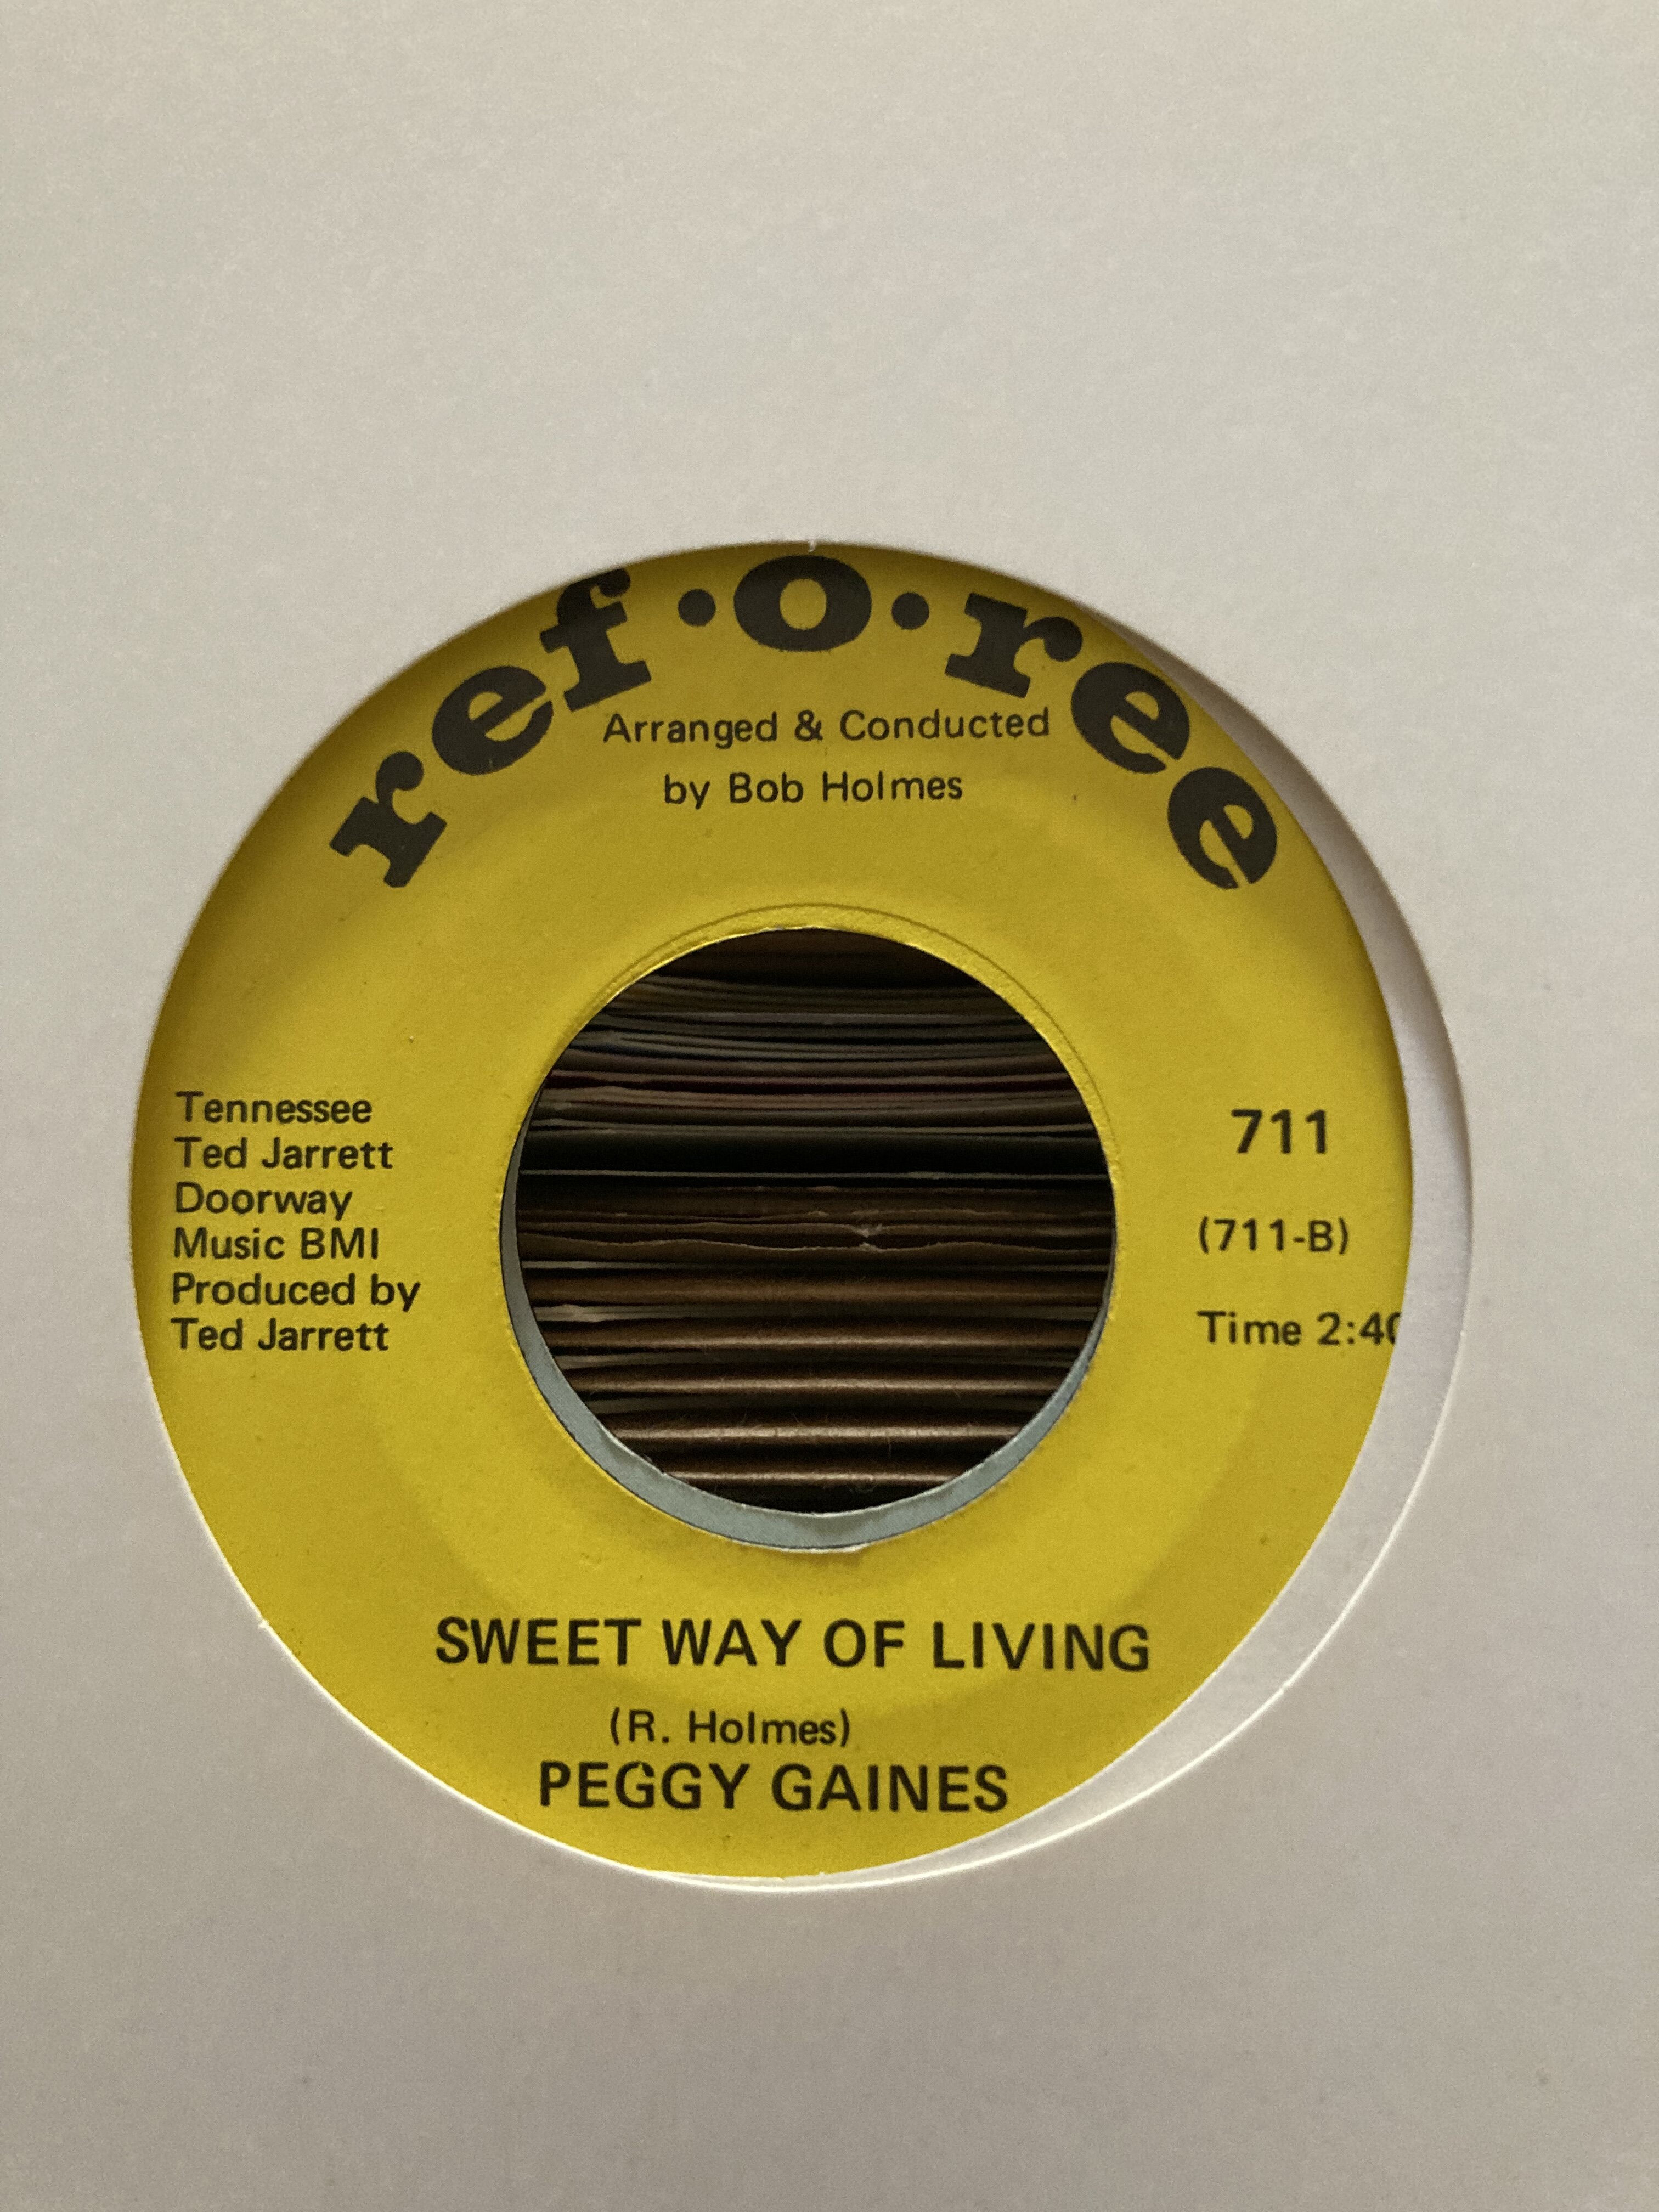 ref·o·ree
Arranged & Conducted
by Bob Holmes
Tennessee
Ted Jarrett
Doorway
Music BMI
Produced by
Ted Jarrett
711
(711-B)
Time 2:40
SWEET WAY OF LIVING
(R. Holmes)
PEGGY GAINES